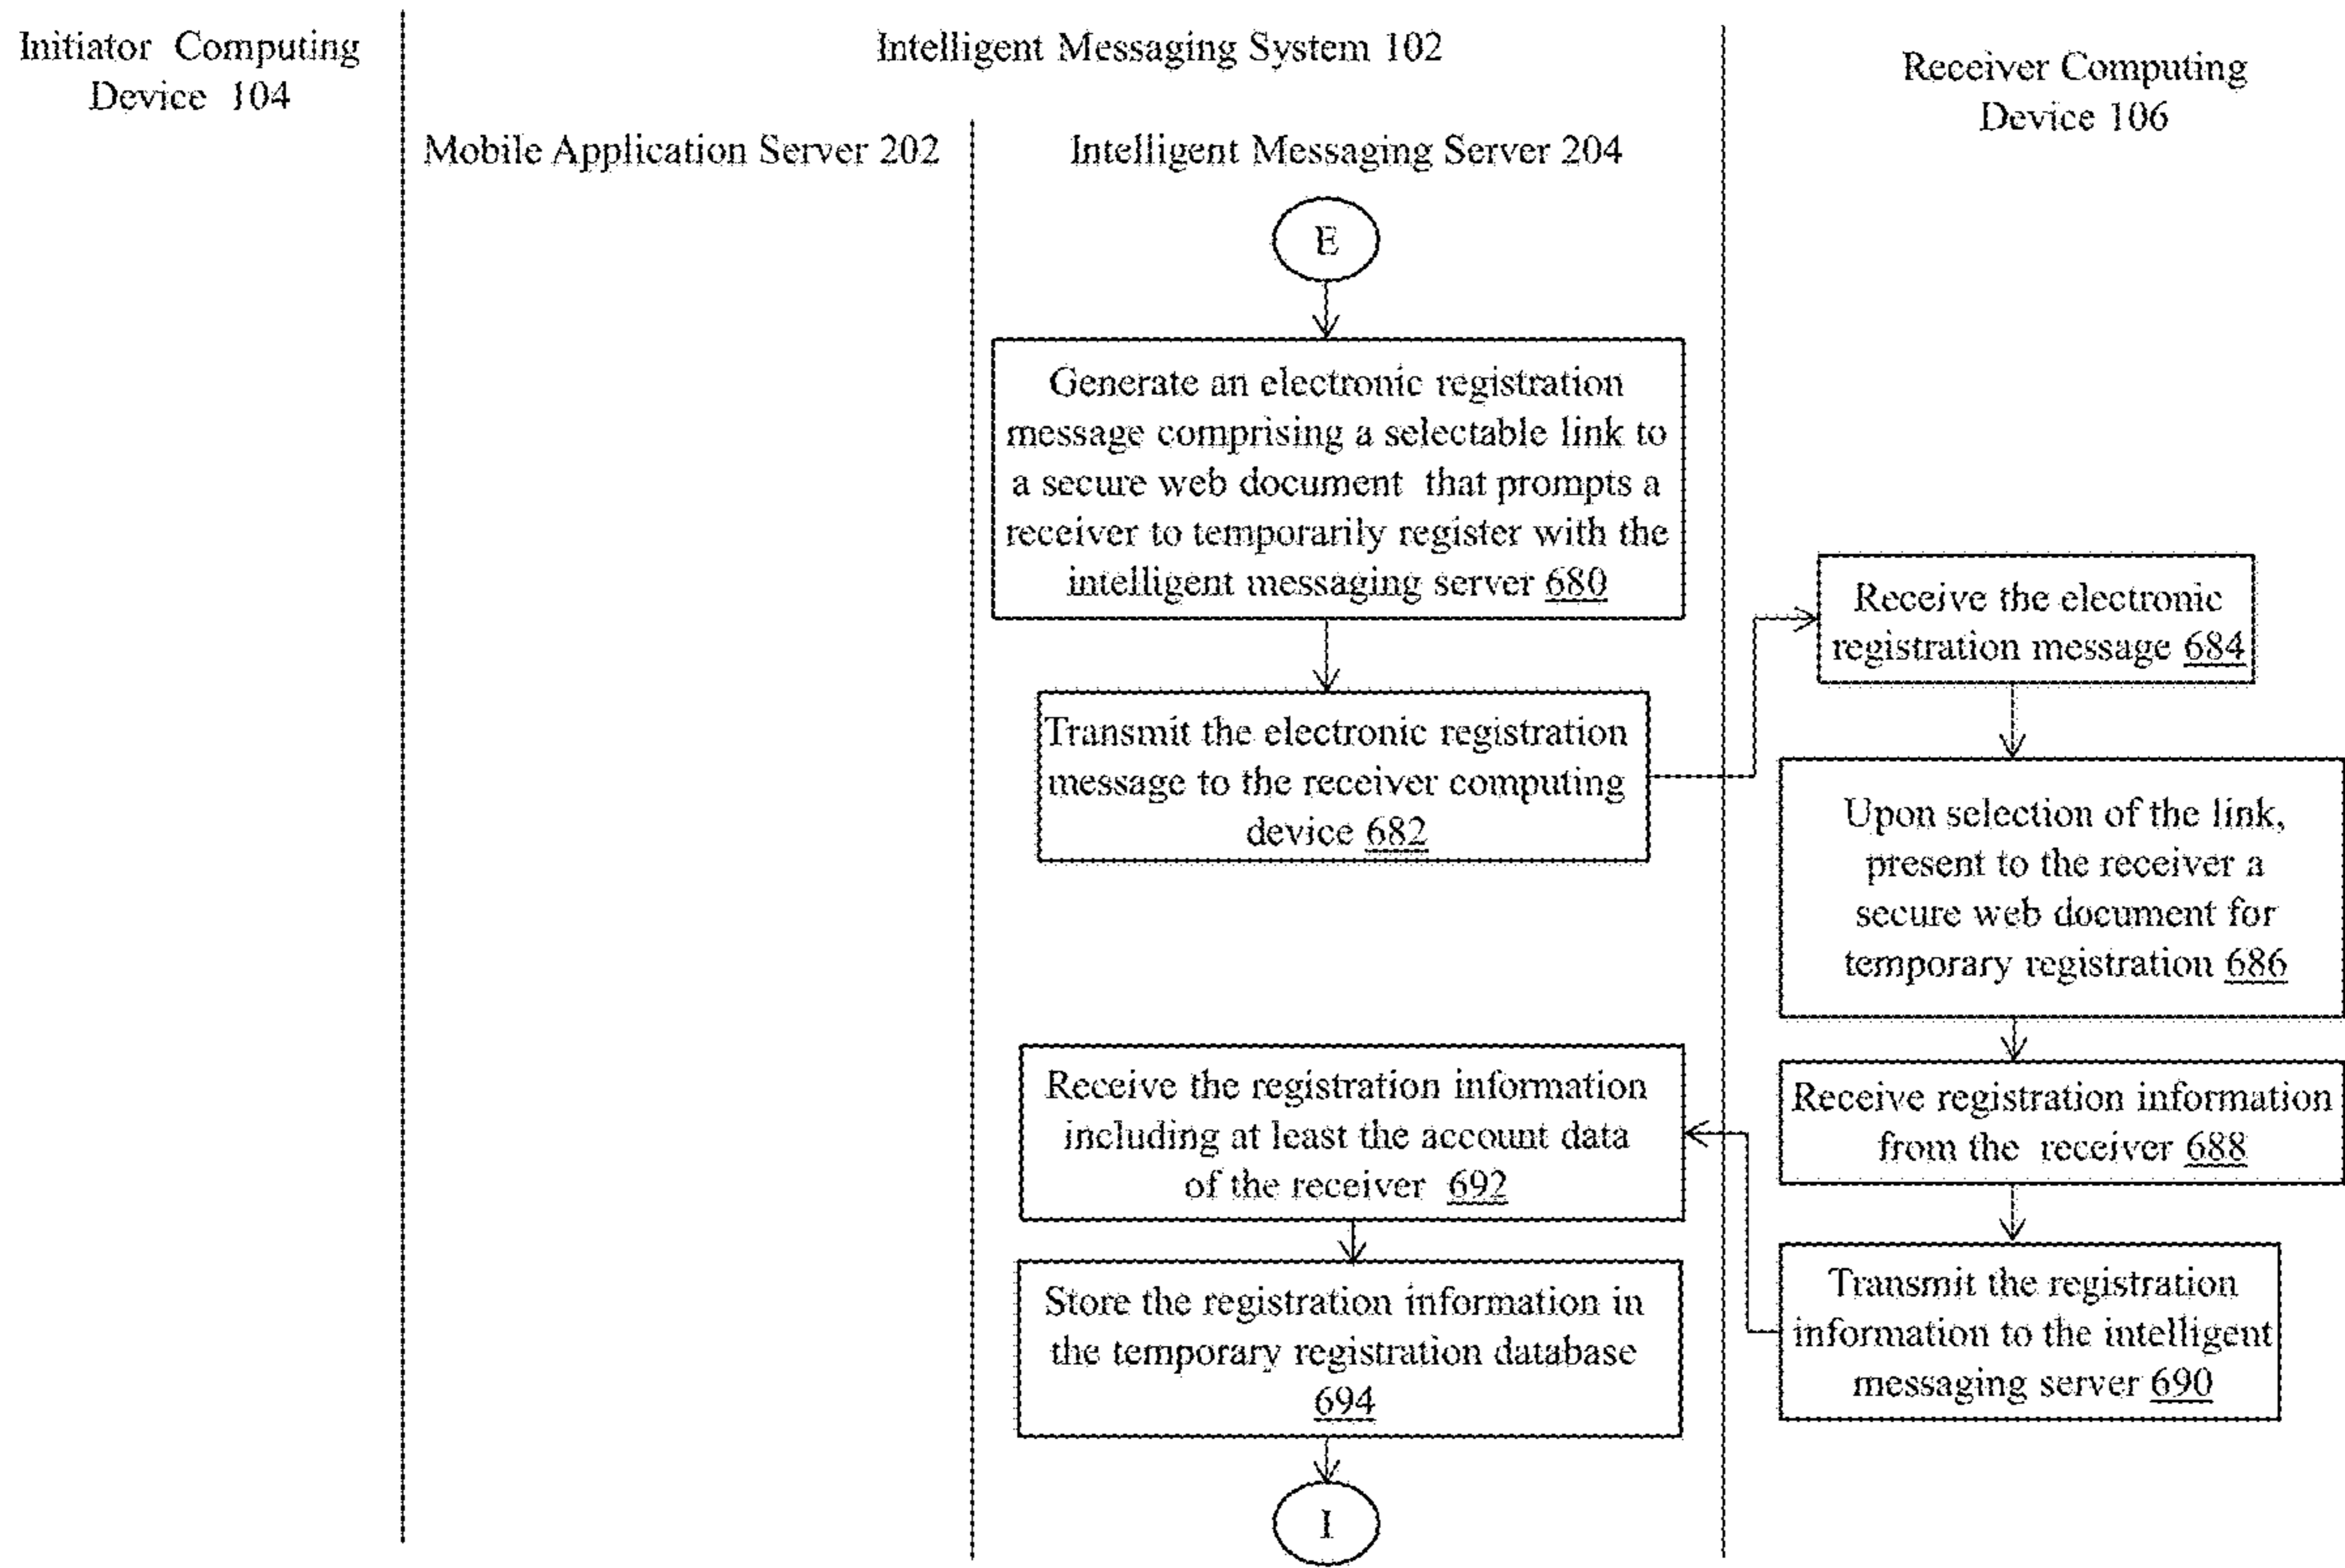 Initiator Computing
Device 104
Intelligent Messaging System 102
Receiver Computing
Device 106
Mobile Application Server 202
Intelligent Messaging Server 204
E
Generate an electronic registration
message comprising a selectable link to
a secure web document that prompts a
receiver to temporarily register with the
intelligent messaging server 680
Transmit the electronic registration
message to the receiver computing
device 682
Receive the electronic
registration message 684
Upon selection of the link,
present to the receiver a
secure web document for
temporary registration 686
Receive registration information
from the receiver 688
Transmit the registration
information to the intelligent
messaging server 690
Receive the registration information
including at least the account data
of the receiver 692
Store the registration information in
the temporary registration database
694
I